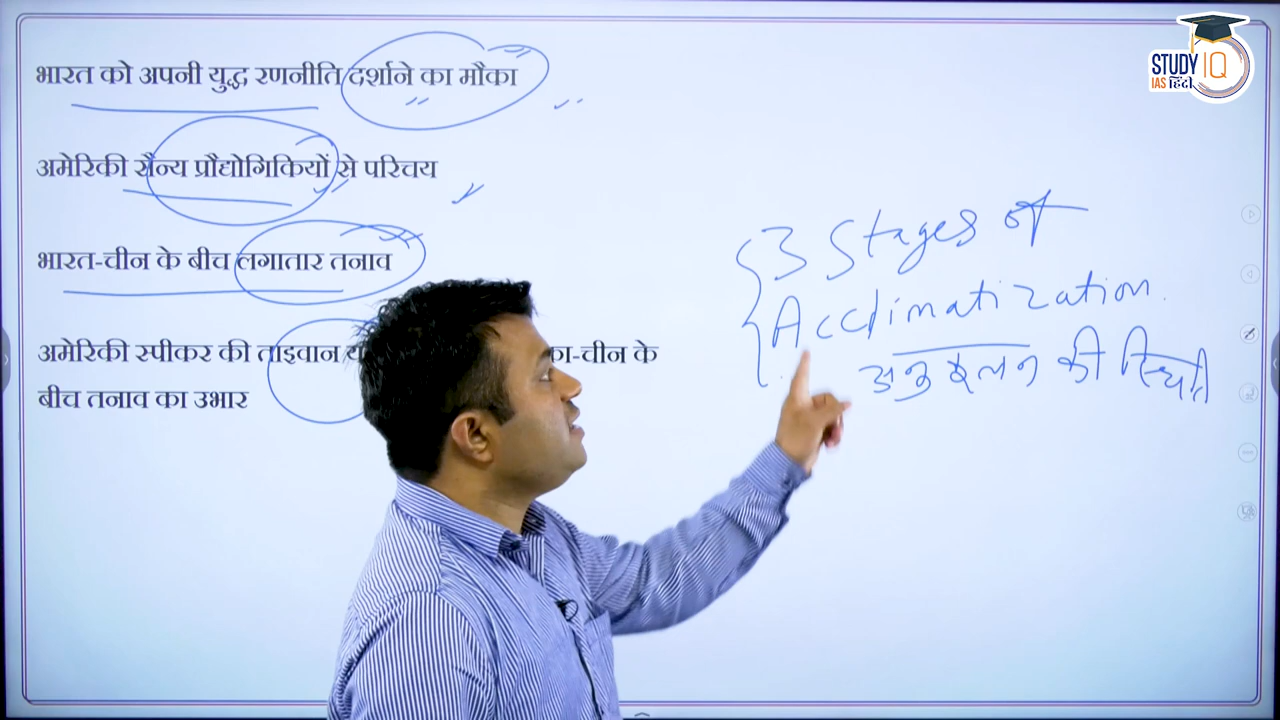 STUDY IQ
IAS हिंदी
भारत को अपनी युद्ध रणनीति दर्शाने का मौका
अमेरिकी सैन्य प्रौद्योगिकियों से परिचय
भारत-चीन के बीच लगातार तनाव
अमेरिकी स्पीकर की ताइवान का-चीन के
बीच तनाव का उभार
3 Stages of
Acclimatization
अनुकूलन की स्थिति